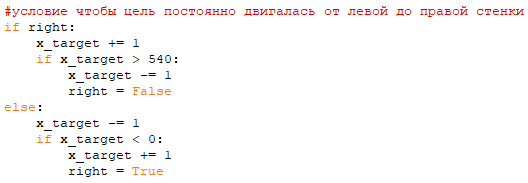 #условие чтобы цель постоянно двигалась от левой до правой стенки
if right:
    x_target += 1
    if x_target > 540:
        x_target -= 1
        right = False
else:
    x_target -= 1
    if x_target < 0:
        x_target += 1
        right = True